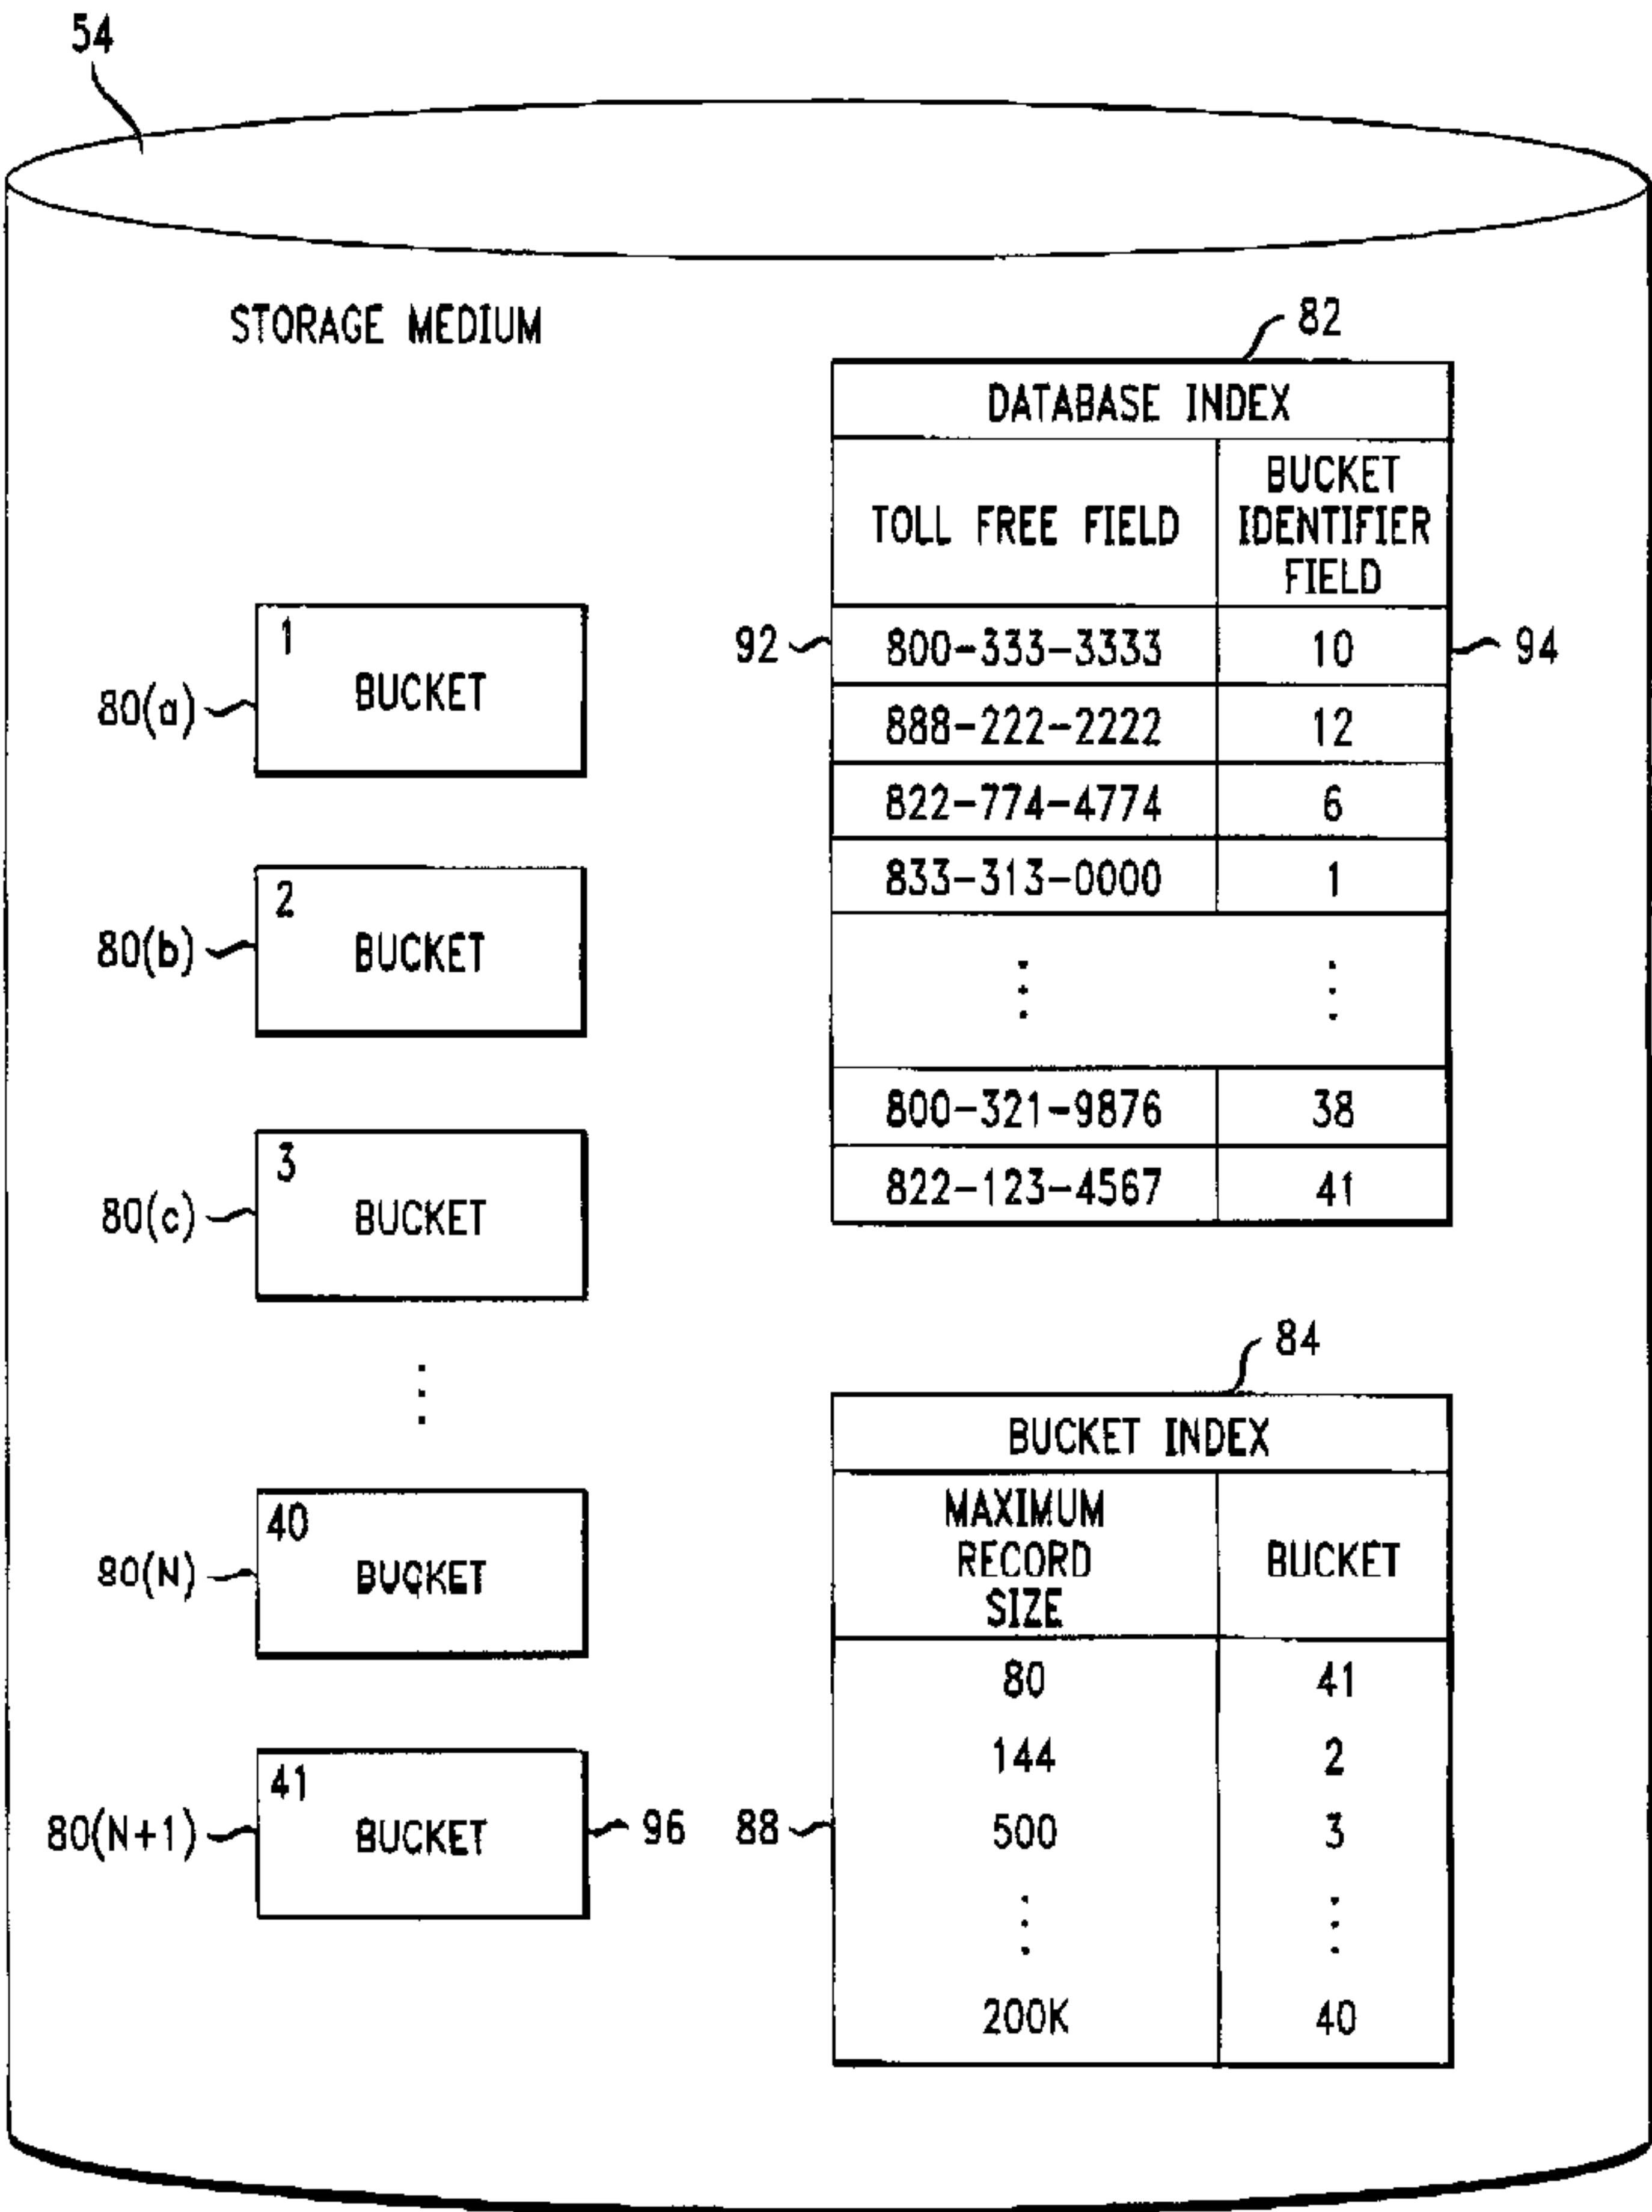 54
STORAGE MEDIUM
82
DATABASE INDEX
TOLL FREE FIELD
BUCKET
IDENTIFIER
FIELD
92
800-333-3333
10
94
888-222-2222
12
822-774-4774
6
833-313-0000
1
⋮
⋮
800-321-9876
38
822-123-4567
41
80(a)
1
BUCKET
80(b)
2
BUCKET
80(c)
3
BUCKET
⋮
80(N)
40
BUCKET
80(N+1)
41
BUCKET
96
84
BUCKET INDEX
MAXIMUM
RECORD
SIZE
BUCKET
80
41
144
2
88
500
3
⋮
⋮
200K
40